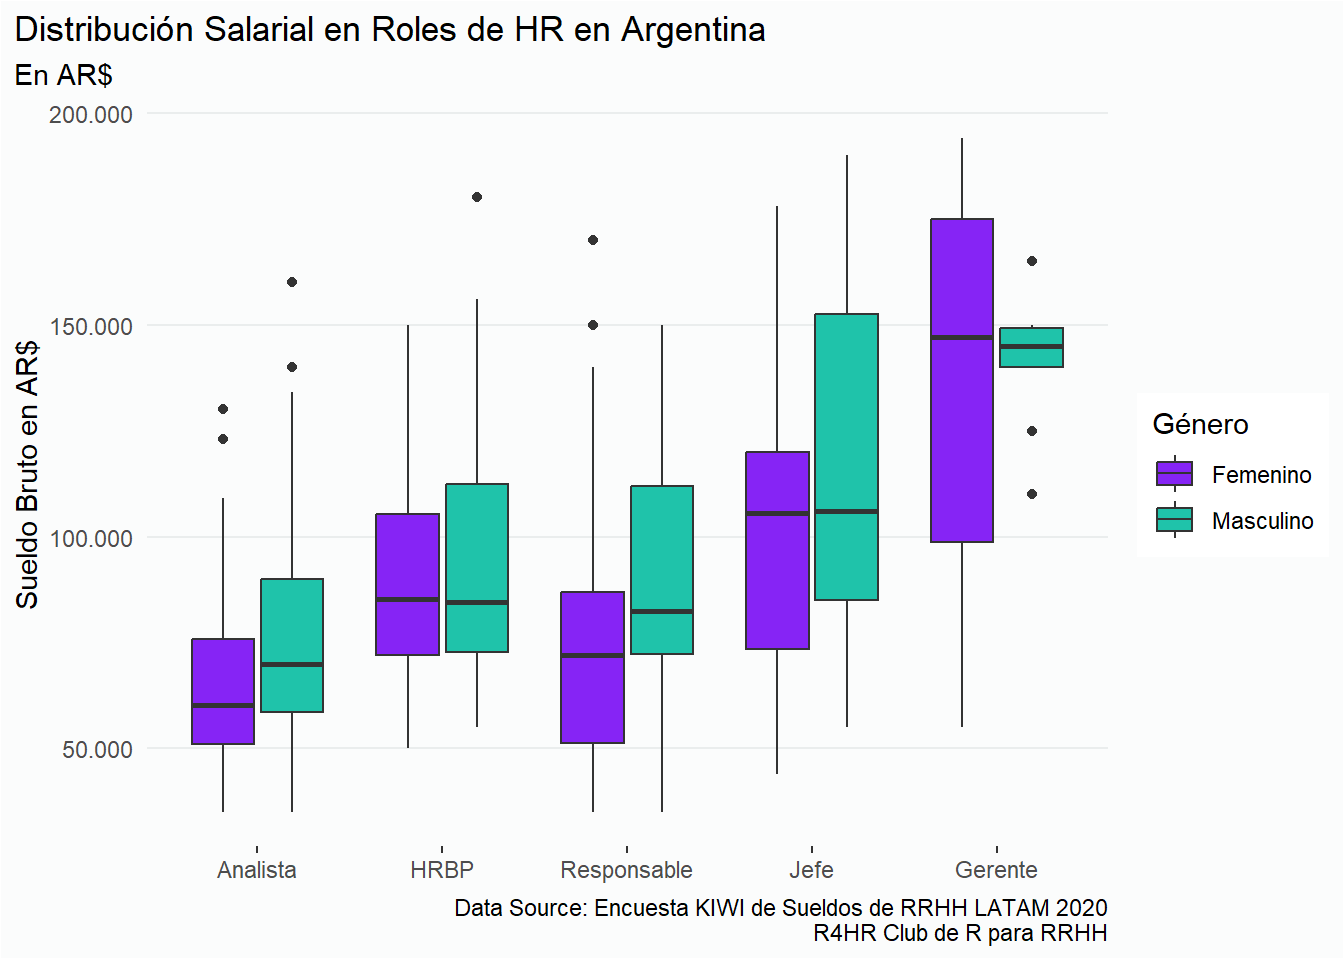 Distribución Salarial en Roles de HR en Argentina
En AR$
Sueldo Bruto en AR$
200.000
150.000
100.000
50.000
Analista
HRBP
Responsable
Jefe
Gerente
Género
Femenino
Masculino
Data Source: Encuesta KIWI de Sueldos de RRHH LATAM 2020
R4HR Club de R para RRHH